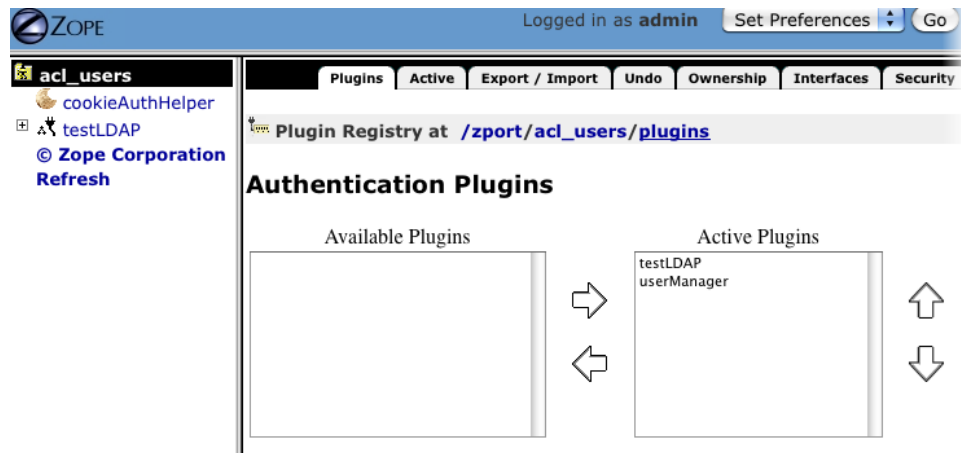 ZOPE
Logged in as admin Set Preferences Go
acl_users
cookieAuthHelper
testLDAP
© Zope Corporation
Refresh
Plugins Active Export / Import Undo Ownership Interfaces Security
Plugin Registry at /zport/acl_users/plugins
Authentication Plugins
Available Plugins
Active Plugins
testLDAP
userManager